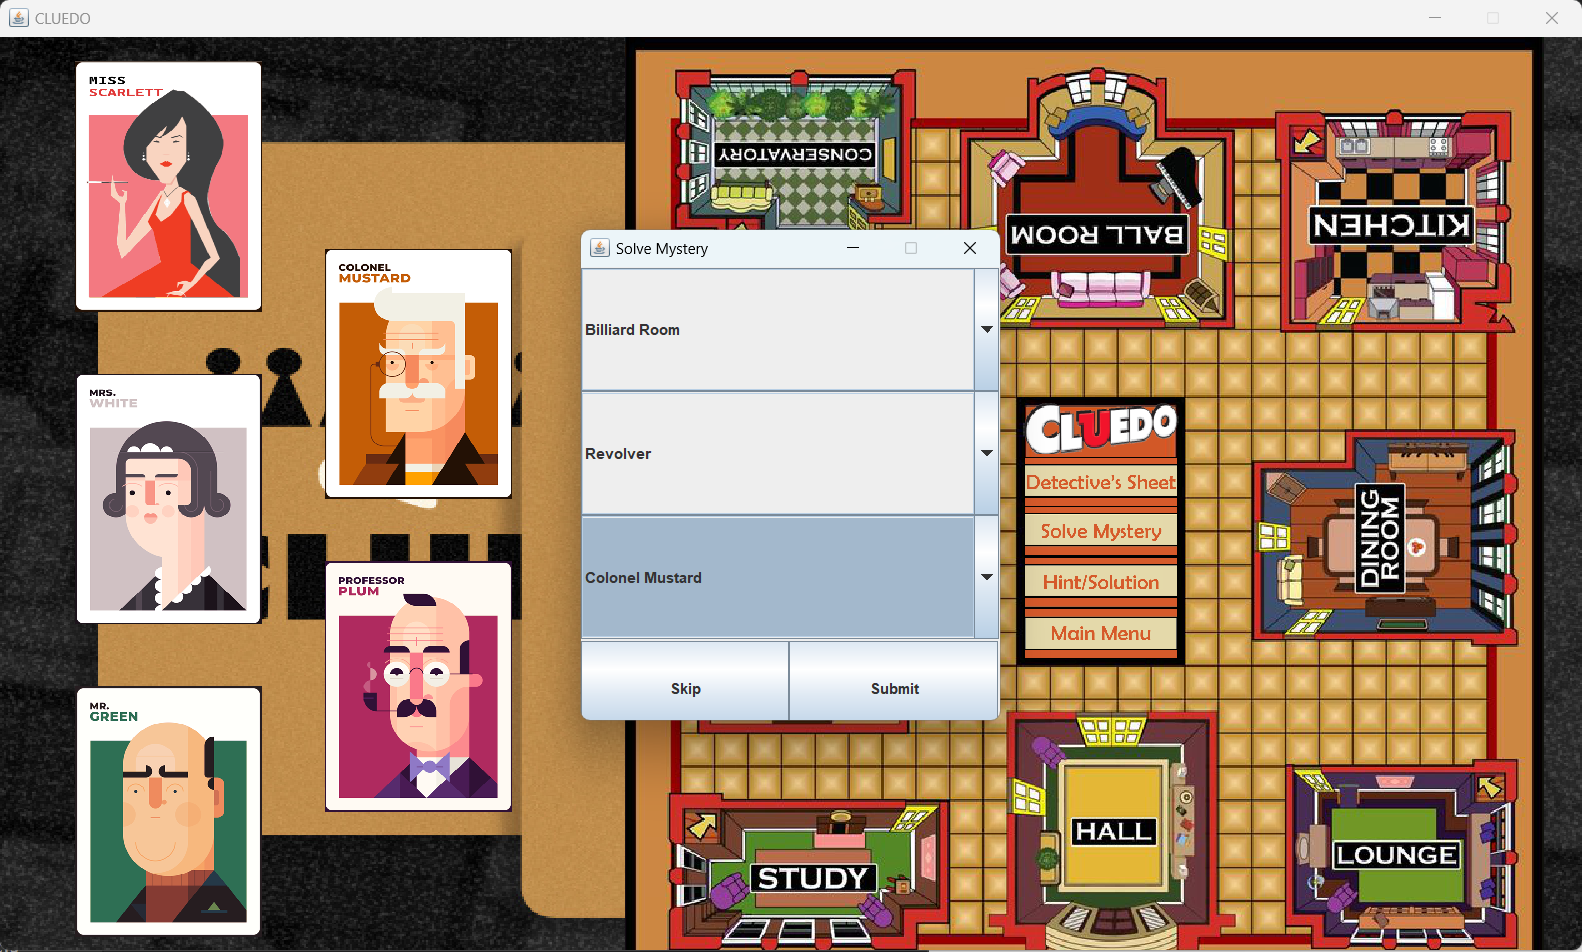 CLUEDO
MISS
SCARLETT
COLONEL
MUSTARD
MRS.
WHITE
PROFESSOR
PLUM
MR.
GREEN
CONSERVATORY
BALL ROOM
KITCHEN
Solve Mystery
Billiard Room
Revolver
Colonel Mustard
Skip
Submit
CLUEDO
Detective's Sheet
Solve Mystery
Hint/Solution
Main Menu
DINING
ROOM
STUDY
HALL
LOUNGE